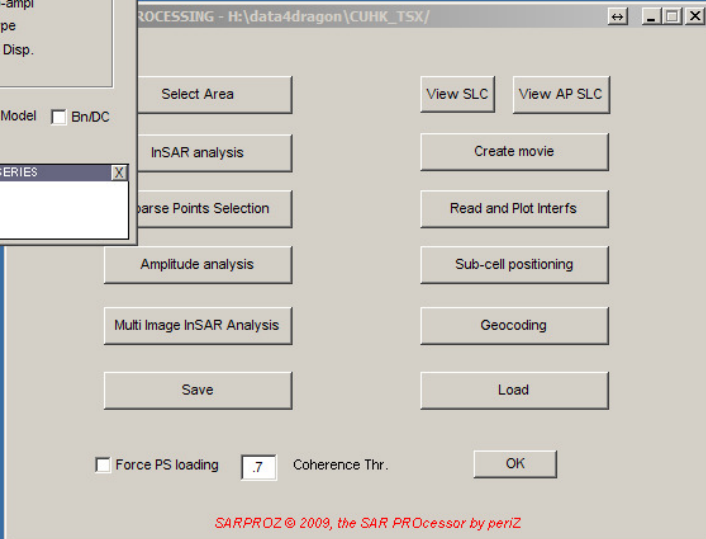 -ampl
ROCESSING - H:\data4dragon\CUHK_TSX/
pe
Disp.
Select Area
View SLC
View AP SLC
Model
Bn/DC
InSAR analysis
Create movie
SERIES
X
parse Points Selection
Read and Plot Interfs
Amplitude analysis
Sub-cell positioning
Multi Image InSAR Analysis
Geocoding
Save
Load
Force PS loading
.7
Coherence Thr.
OK
SARPROZ © 2009, the SAR PROcessor by periZ